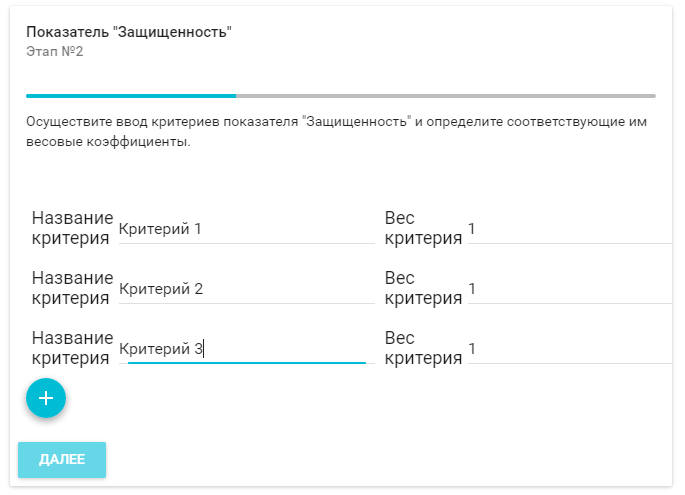 Показатель "Защищенность"
Этап №2
Осуществите ввод критериев показателя "Защищенность" и определите соответствующие им
весовые коэффициенты.
Название
критерия
Критерий 1
Вес
критерия
1
Название
критерия
Критерий 2
Вес
критерия
1
Название
критерия
Критерий 3
Вес
критерия
1
+
ДАЛЕЕ